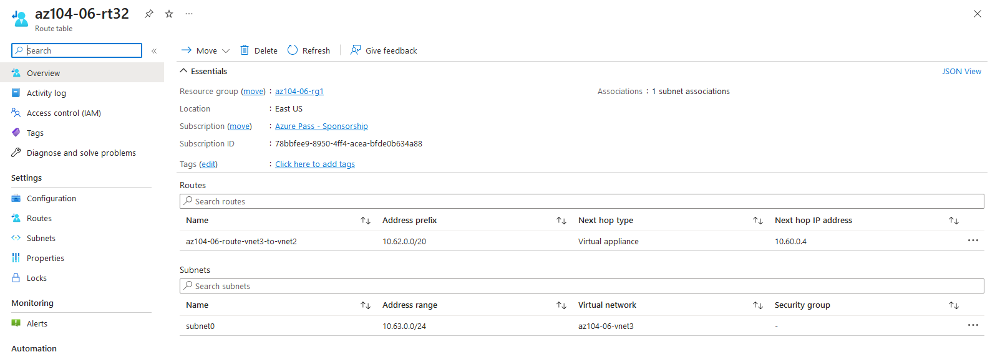 az104-06-rt32
Route table
Search
Overview
Activity log
Access control (IAM)
Tags
Diagnose and solve problems
Settings
Configuration
Routes
Subnets
Properties
Locks
Monitoring
Alerts
Automation
Move Delete Refresh Give feedback
Essentials JSON View
Resource group (move) : az104-06-rg1 Associations : 1 subnet associations
Location : East US
Subscription (move) : Azure Pass - Sponsorship
Subscription ID : 78bbfee9-8950-4ff4-acea-bfde0b634a88
Tags (edit) : Click here to add tags
Routes
Search routes
Name Address prefix Next hop type Next hop IP address
az104-06-route-vnet3-to-vnet2 10.62.0.0/20 Virtual appliance 10.60.0.4
Subnets
Search subnets
Name Address range Virtual network Security group
subnet0 10.63.0.0/24 az104-06-vnet3 -